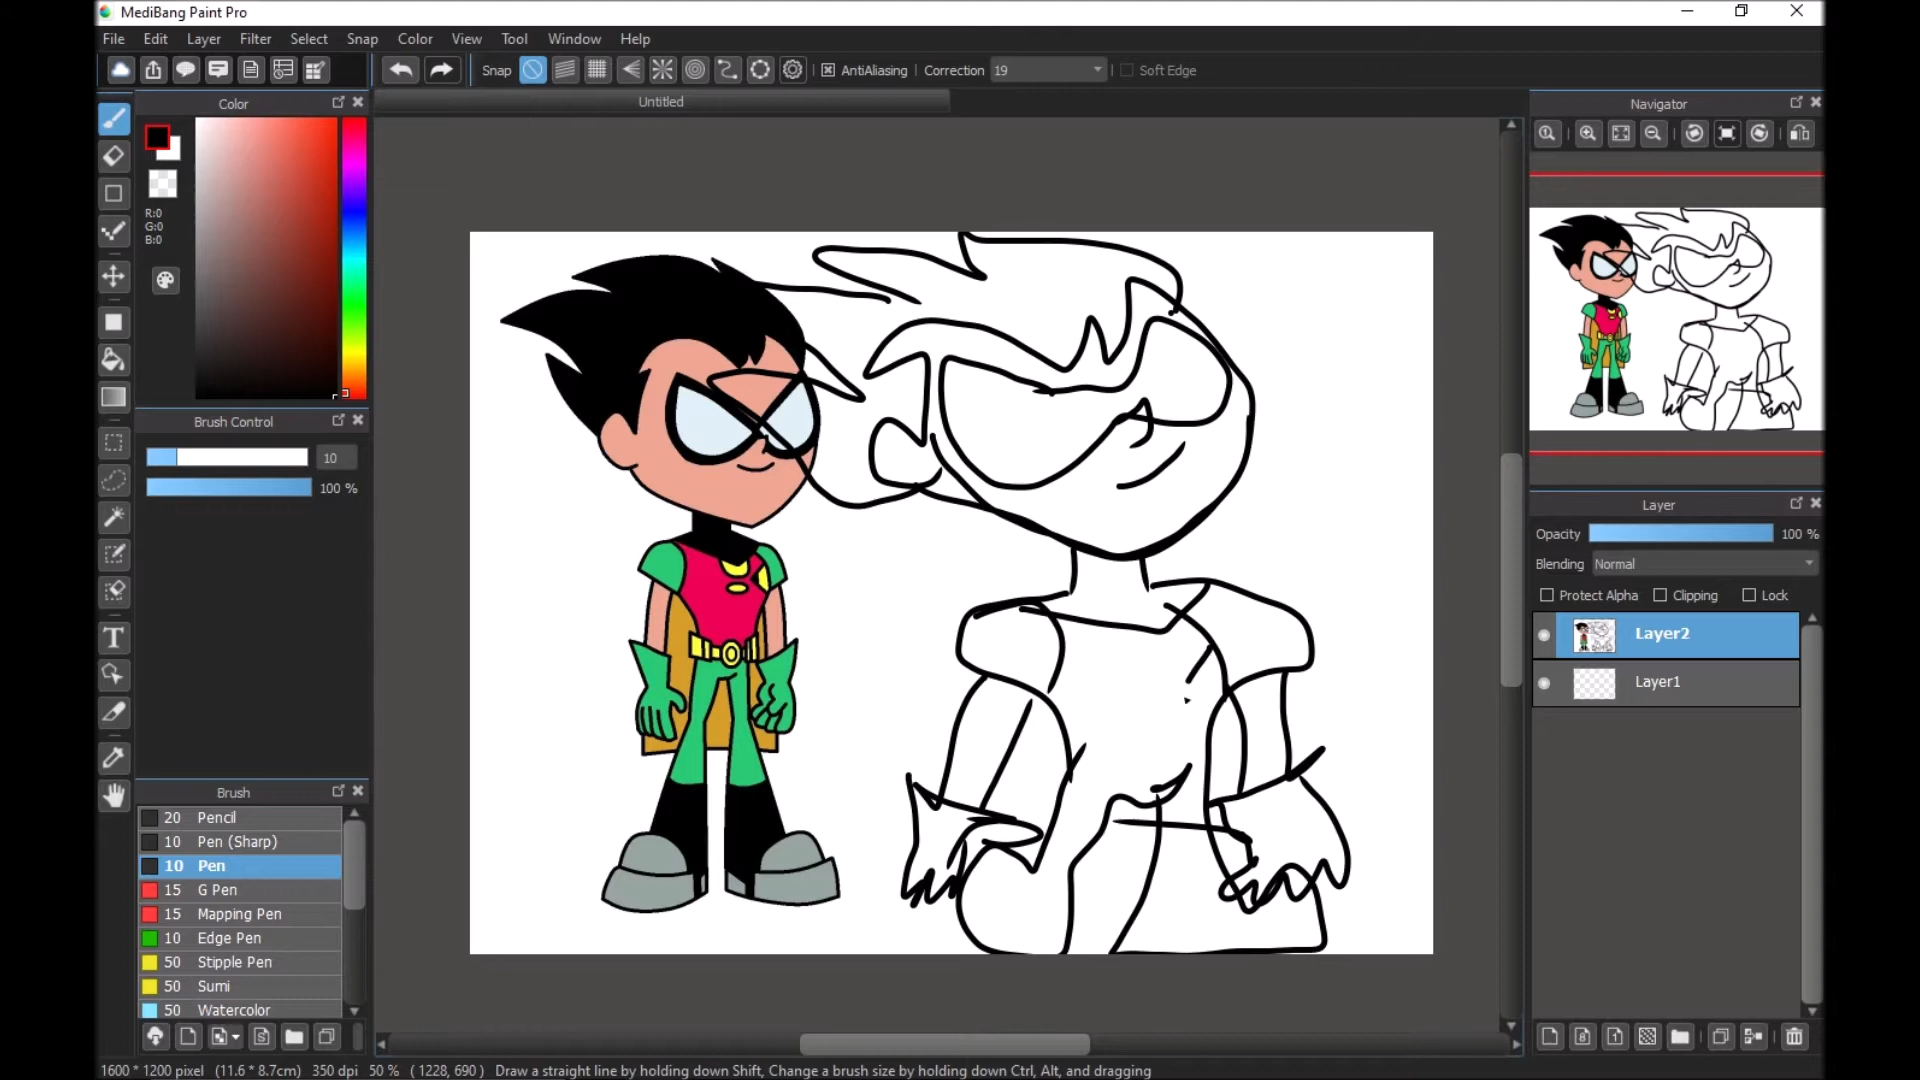 MediBang Paint Pro
File Edit Layer Filter Select Snap Color View Tool Window Help
Snap AntiAliasing Correction 19 Soft Edge
Color
Untitled
Navigator
R:0
G:0
B:0
Brush Control
10
100 %
Layer
Opacity 100 %
Blending Normal
Protect Alpha Clipping Lock
Layer2
Layer1
Brush
20 Pencil
10 Pen (Sharp)
10 Pen
15 G Pen
15 Mapping Pen
10 Edge Pen
50 Stipple Pen
50 Sumi
50 Watercolor
1600 * 1200 pixel (11.6 * 8.7cm) 350 dpi 50 % ( 1228, 690 ) Draw a straight line by holding down Shift, Change a brush size by holding down Ctrl, Alt, and dragging